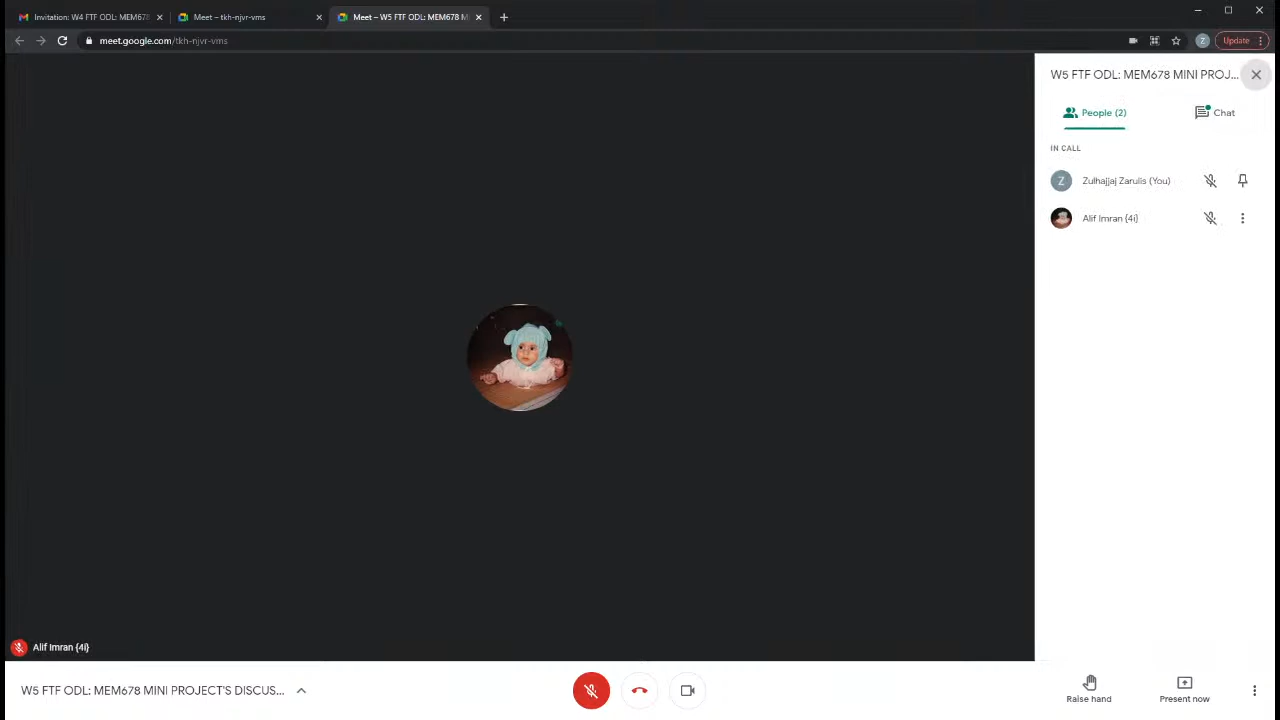 Invitation: W4 FTF ODL: MEM678
Meet – tkh-njvr-vms
Meet – W5 FTF ODL: MEM678 M
meet.google.com/tkh-njvr-vms
Z
Update
W5 FTF ODL: MEM678 MINI PROJ...
People (2)
Chat
IN CALL
Z
Zulhajjaj Zarulis (You)
Alif Imran {4i}
Alif Imran {4i}
W5 FTF ODL: MEM678 MINI PROJECT'S DISCUS...
Raise hand
Present now